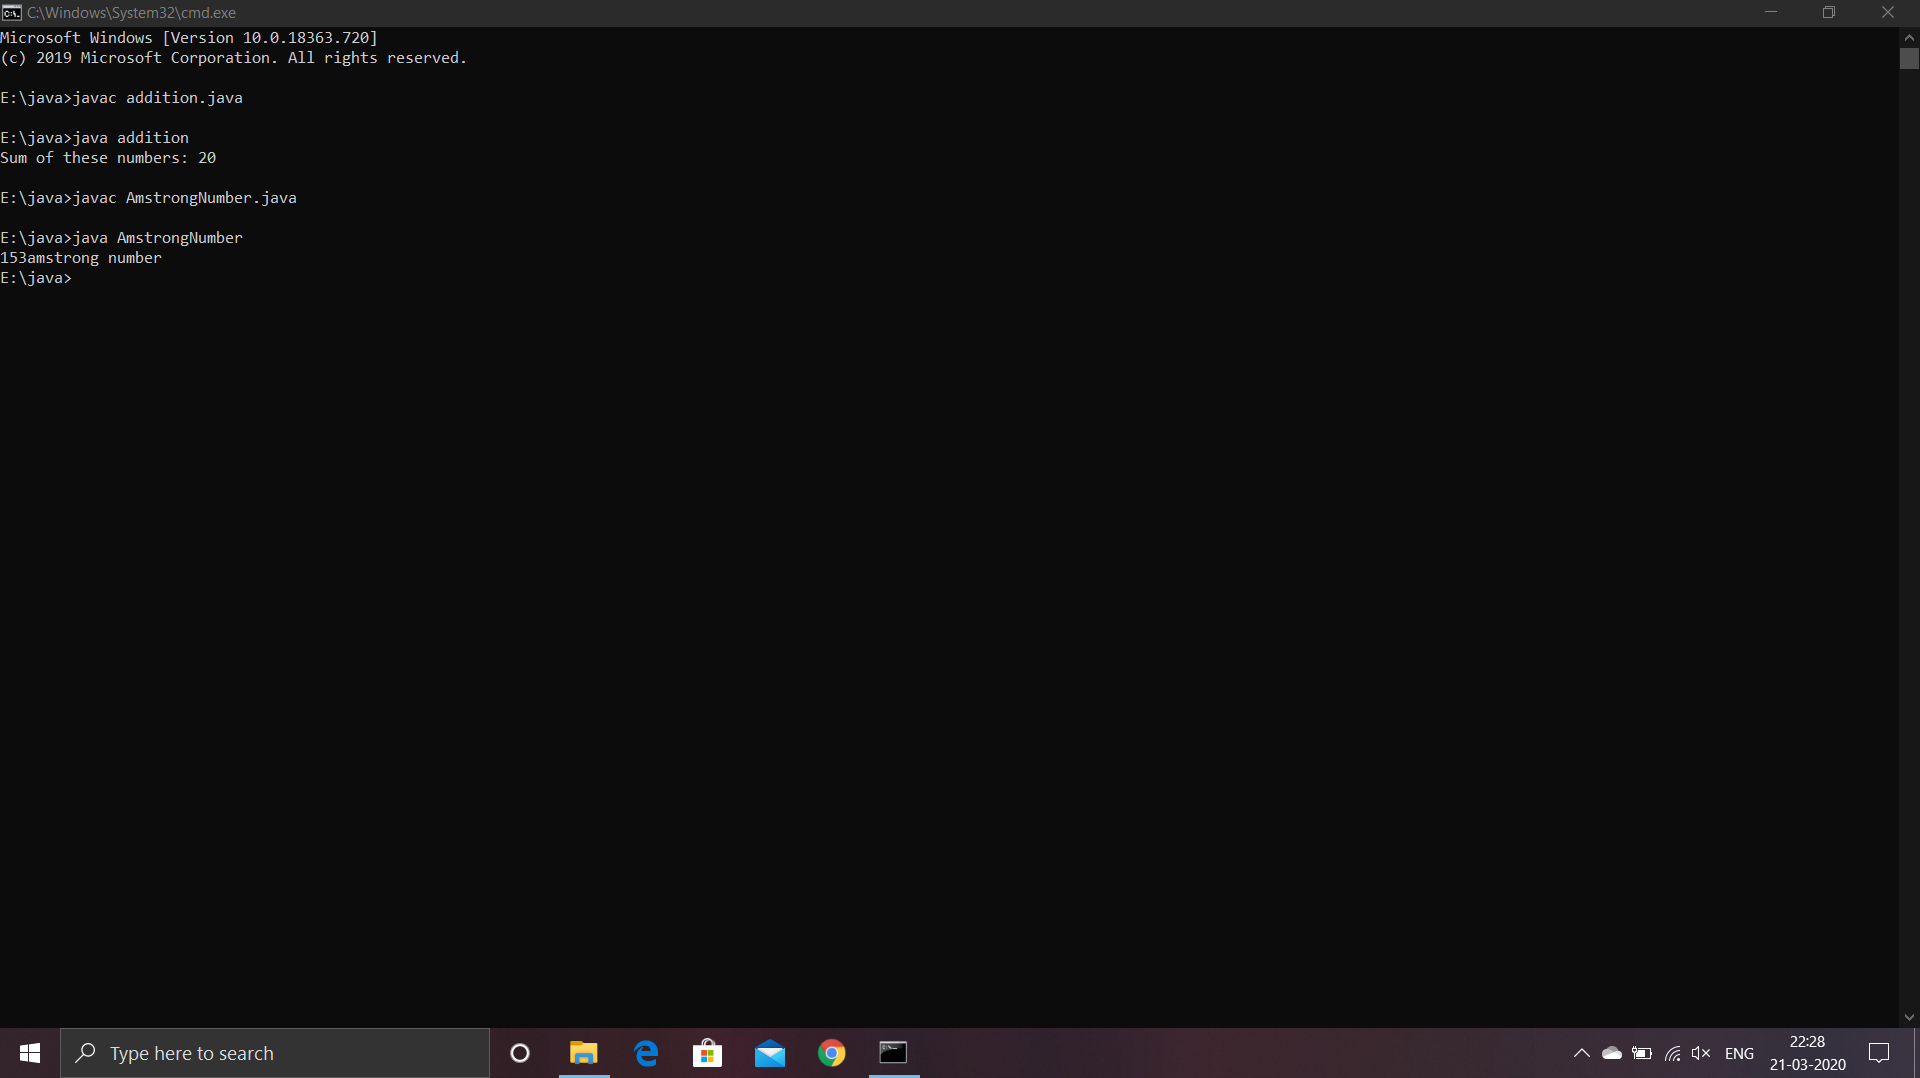 C:\Windows\System32\cmd.exe
Microsoft Windows [Version 10.0.18363.720]
(c) 2019 Microsoft Corporation. All rights reserved.
E:\java>javac addition.java
E:\java>java addition
Sum of these numbers: 20
E:\java>javac AmstrongNumber.java
E:\java>java AmstrongNumber
153amstrong number
E:\java>
Type here to search
ENG
22:28
21-03-2020